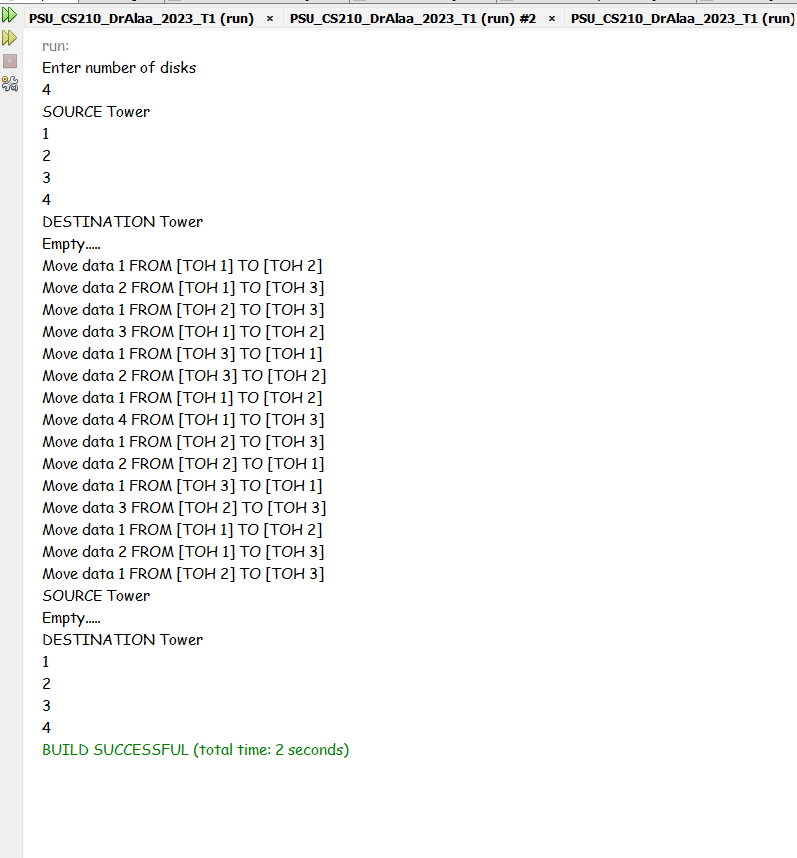 PSU_CS210_DrAlaa_2023_T1 (run) × PSU_CS210_DrAlaa_2023_T1 (run) #2 × PSU_CS210_DrAlaa_2023_T1 (run)
run:
Enter number of disks
4
SOURCE Tower
1
2
3
4
DESTINATION Tower
Empty.....
Move data 1 FROM [TOH 1] TO [TOH 2]
Move data 2 FROM [TOH 1] TO [TOH 3]
Move data 1 FROM [TOH 2] TO [TOH 3]
Move data 3 FROM [TOH 1] TO [TOH 2]
Move data 1 FROM [TOH 3] TO [TOH 1]
Move data 2 FROM [TOH 3] TO [TOH 2]
Move data 1 FROM [TOH 1] TO [TOH 2]
Move data 4 FROM [TOH 1] TO [TOH 3]
Move data 1 FROM [TOH 2] TO [TOH 3]
Move data 2 FROM [TOH 2] TO [TOH 1]
Move data 1 FROM [TOH 3] TO [TOH 1]
Move data 3 FROM [TOH 2] TO [TOH 3]
Move data 1 FROM [TOH 1] TO [TOH 2]
Move data 2 FROM [TOH 1] TO [TOH 3]
Move data 1 FROM [TOH 2] TO [TOH 3]
SOURCE Tower
Empty.....
DESTINATION Tower
1
2
3
4
BUILD SUCCESSFUL (total time: 2 seconds)